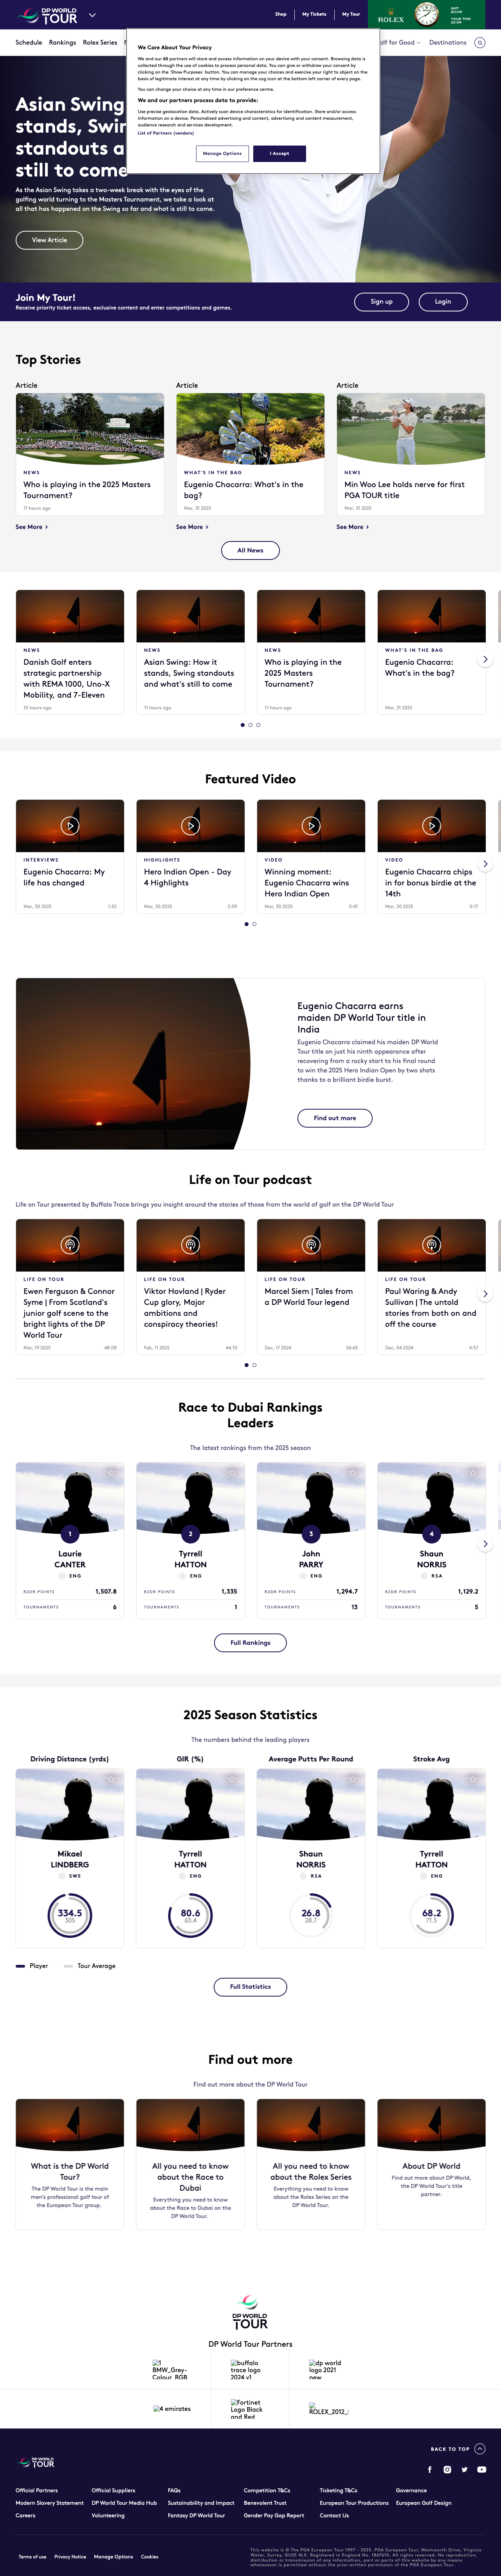 DP WORLD
TOUR
Shop
My Tickets
My Tour
ROLEX
Schedule
Rankings
Rolex Series
Golf for Good
Destinations
We Care About Your Privacy
We and our 60 partners will store and access information on your device with your consent. Browsing data is
collected through use of cookies to process personal data. You can choose whether you consent by
clicking on the 'Show Purposes' button. You can manage your choices and exercise your right to object on the
basis of legitimate interest at any time by clicking on the cog wheel at the bottom left of every page.
You can change your choice at any time in our preference centre.
We and our partners process data to provide:
Use precise geolocation data. Actively scan device characteristics for identification. Store and/or access
information on a device. Personalised advertising and content, advertising and content measurement,
audience research and services development.
List of Partners (vendors)
Manage Options
I Accept
Asian Swing
stands, Swing
standouts a
still to come
As the Asian Swing takes a two-week break with the eyes of the
golfing world turning to the Masters Tournament, we take a look at
all that has happened on the Swing so far and what is still to come.
View Article
Join My Tour!
Receive priority ticket access, exclusive content and enter competitions and games.
Sign up
Login
Top Stories
Article
NEWS
Who is playing in the 2025 Masters
Tournament?
11 hours ago
See More
Article
WHAT'S IN THE BAG
Eugenio Chacarra: What's in the
bag?
Mar, 31 2025
See More
Article
NEWS
Min Woo Lee holds nerve for first
PGA TOUR title
Mar, 31 2025
See More
All News
NEWS
Danish Golf enters
strategic partnership
with REMA 1000, Uno-X
Mobility, and 7-Eleven
10 hours ago
NEWS
Asian Swing: How it
stands, Swing standouts
and what's still to come
11 hours ago
NEWS
Who is playing in the
2025 Masters
Tournament?
11 hours ago
WHAT'S IN THE BAG
Eugenio Chacarra:
What's in the bag?
Mar, 31 2025
Featured Video
INTERVIEWS
Eugenio Chacarra: My
life has changed
Mar, 30 2025
1:52
HIGHLIGHTS
Hero Indian Open - Day
4 Highlights
Mar, 30 2025
2:59
VIDEO
Winning moment:
Eugenio Chacarra wins
Hero Indian Open
Mar, 30 2025
0:41
VIDEO
Eugenio Chacarra chips
in for bonus birdie at the
14th
Mar, 30 2025
0:17
Eugenio Chacarra earns
maiden DP World Tour title in
India
Eugenio Chacarra claimed his maiden DP World
Tour title on just his ninth appearance after
recovering from a rocky start to his final round
to win the 2025 Hero Indian Open by two shots
thanks to a brilliant birdie burst.
Find out more
Life on Tour podcast
Life on Tour presented by Buffalo Trace brings you insight around the stories of those from the world of golf on the DP World Tour
LIFE ON TOUR
Ewen Ferguson & Connor
Syme | From Scotland's
junior golf scene to the
bright lights of the DP
World Tour
Mar, 19 2025
48:08
LIFE ON TOUR
Viktor Hovland | Ryder
Cup glory, Major
ambitions and
conspiracy theories!
Feb, 11 2025
44:10
LIFE ON TOUR
Marcel Siem | Tales from
a DP World Tour legend
Dec, 17 2024
24:43
LIFE ON TOUR
Paul Waring & Andy
Sullivan | The untold
stories from both on and
off the course
Dec, 04 2024
4:57
Race to Dubai Rankings
Leaders
The latest rankings from the 2025 season
1
Laurie
CANTER
ENG
R2DR POINTS
1,507.8
TOURNAMENTS
6
2
Tyrrell
HATTON
ENG
R2DR POINTS
1,335
TOURNAMENTS
1
3
John
PARRY
ENG
R2DR POINTS
1,294.7
TOURNAMENTS
13
4
Shaun
NORRIS
RSA
R2DR POINTS
1,129.2
TOURNAMENTS
5
Full Rankings
2025 Season Statistics
The numbers behind the leading players
Driving Distance (yrds)
Mikael
LINDBERG
SWE
334.5
305
GIR (%)
Tyrrell
HATTON
ENG
80.6
63.4
Average Putts Per Round
Shaun
NORRIS
RSA
26.8
28.7
Stroke Avg
Tyrrell
HATTON
ENG
68.2
71.5
Player
Tour Average
Full Statistics
Find out more
Find out more about the DP World Tour
What is the DP World
Tour?
The DP World Tour is the main
men's professional golf tour of
the European Tour group.
All you need to know
about the Race to
Dubai
Everything you need to know
about the Race to Dubai on the
DP World Tour.
All you need to know
about the Rolex Series
Everything you need to know
about the Rolex Series on the
DP World Tour.
About DP World
Find out more about DP World,
the DP World Tour's title
partner.
DP WORLD
TOUR
DP World Tour Partners
1
BMW_Grey-
Colour_RGB
buffalo
trace logo
2024 v1
dp world
logo 2021
new
4 emirates
Fortinet
Logo Black
and Red
ROLEX_2012_
DP WORLD
TOUR
BACK TO TOP
Official Partners
Official Suppliers
FAQs
Competition T&Cs
Ticketing T&Cs
Governance
Modern Slavery Statement
DP World Tour Media Hub
Sustainability and Impact
Benevolent Trust
European Tour Productions
European Golf Design
Careers
Volunteering
Fantasy DP World Tour
Gender Pay Gap Report
Contact Us
Terms of use
Privacy Notice
Manage Options
Cookies
This website is © The PGA European Tour 1997 - 2025. PGA European Tour, Wentworth Drive, Virginia
Water, Surrey, GU25 4LX. Registered in England No. 1867610. All rights reserved. No reproduction,
distribution or transmission of any information, part or parts of this website by any means
whatsoever is permitted without the prior written permission of the PGA European Tour.